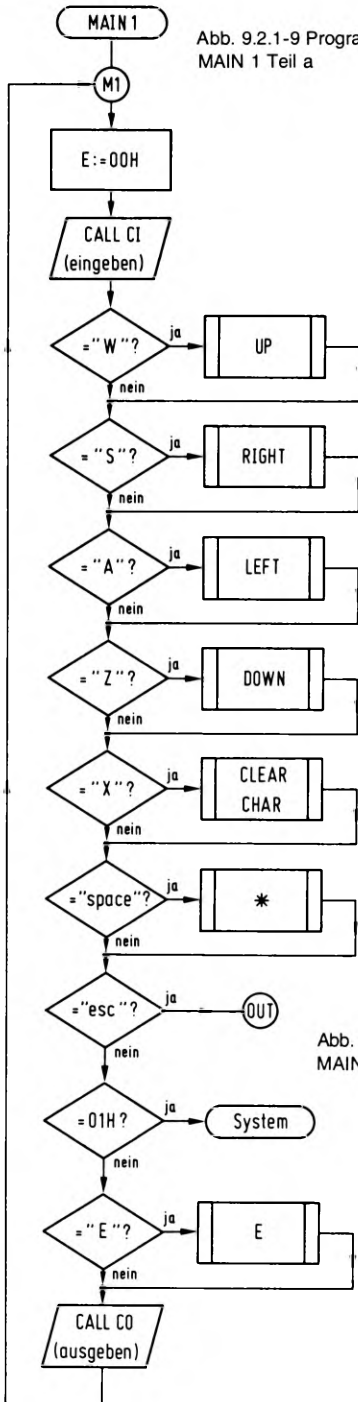 MAIN 1
Abb. 9.2.1-9 Progra
MAIN 1 Teil a
M1
E:=00H
CALL CI
(eingeben)
="W"?
ja
UP
nein
="S"?
ja
RIGHT
nein
="A"?
ja
LEFT
nein
="Z"?
ja
DOWN
nein
="X"?
ja
CLEAR
CHAR
nein
="space"?
ja
*
nein
="esc"?
ja
OUT
nein
Abb.
MAIN
=01H?
ja
System
nein
="E"?
ja
E
nein
CALL CO
(ausgeben)